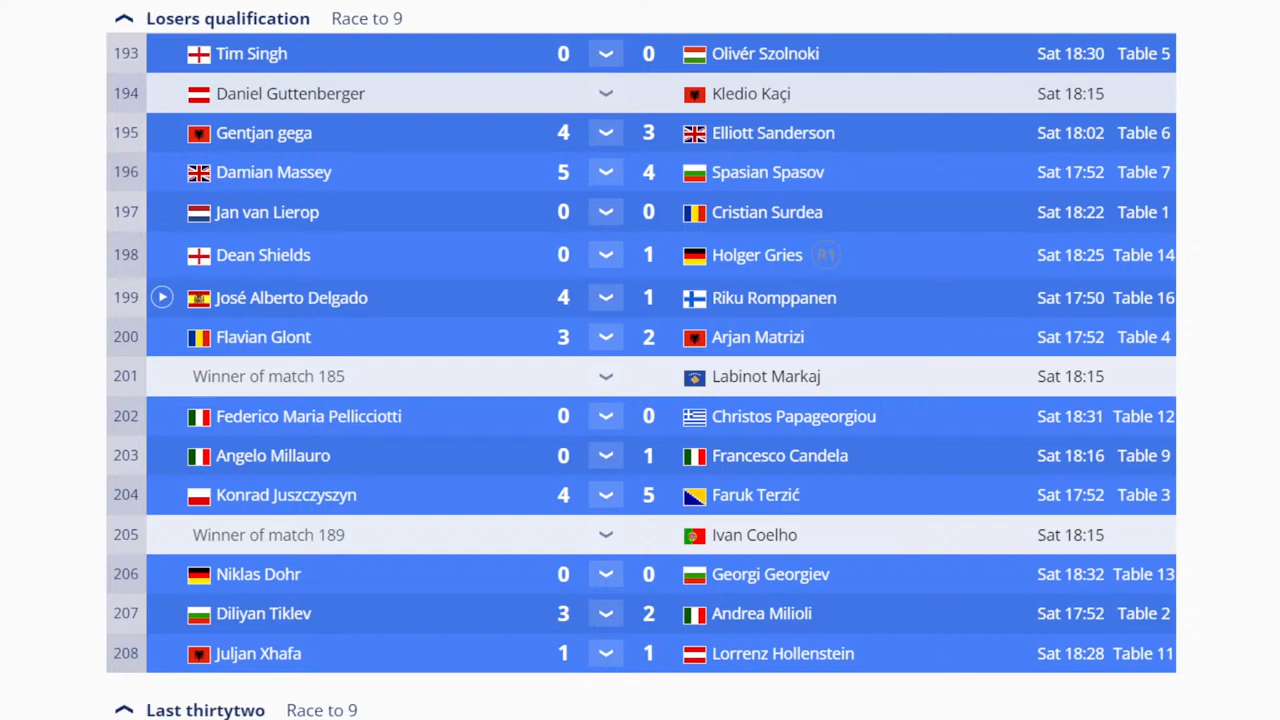 Losers qualification Race to 9
193 Tim Singh 0 0 Olivér Szolnoki Sat 18:30 Table 5
194 Daniel Guttenberger Kledio Kaçi Sat 18:15
195 Gentjan gega 4 3 Elliott Sanderson Sat 18:02 Table 6
196 Damian Massey 5 4 Spasian Spasov Sat 17:52 Table 7
197 Jan van Lierop 0 0 Cristian Surdea Sat 18:22 Table 1
198 Dean Shields 0 1 Holger Gries R1 Sat 18:25 Table 14
199 José Alberto Delgado 4 1 Riku Romppanen Sat 17:50 Table 16
200 Flavian Glont 3 2 Arjan Matrizi Sat 17:52 Table 4
201 Winner of match 185 Labinot Markaj Sat 18:15
202 Federico Maria Pellicciotti 0 0 Christos Papageorgiou Sat 18:31 Table 12
203 Angelo Millauro 0 1 Francesco Candela Sat 18:16 Table 9
204 Konrad Juszczyszyn 4 5 Faruk Terzić Sat 17:52 Table 3
205 Winner of match 189 Ivan Coelho Sat 18:15
206 Niklas Dohr 0 0 Georgi Georgiev Sat 18:32 Table 13
207 Diliyan Tiklev 3 2 Andrea Milioli Sat 17:52 Table 2
208 Juljan Xhafa 1 1 Lorrenz Hollenstein Sat 18:28 Table 11
Last thirtytwo Race to 9